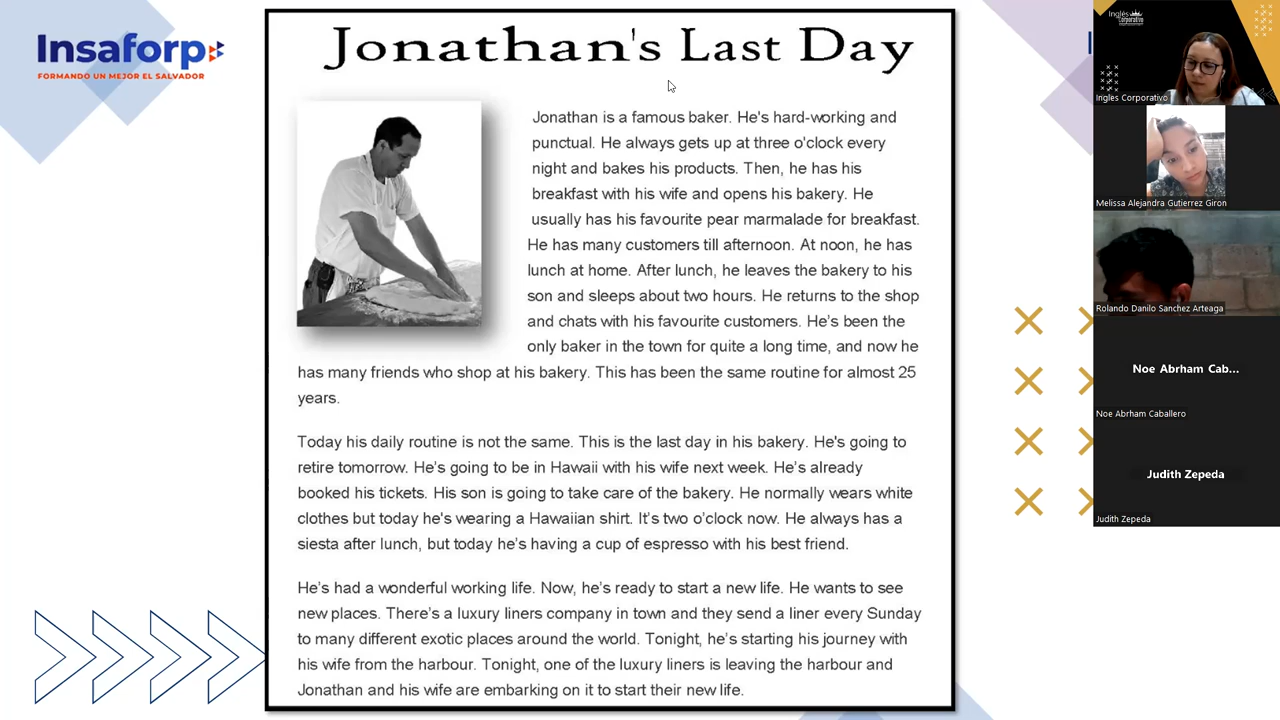 Insaforp
FORMANDO UN MEJOR EL SALVADOR
Jonathan's Last Day
Jonathan is a famous baker. He's hard-working and
punctual. He always gets up at three o'clock every
night and bakes his products. Then, he has his
breakfast with his wife and opens his bakery. He
usually has his favourite pear marmalade for breakfast.
He has many customers till afternoon. At noon, he has
lunch at home. After lunch, he leaves the bakery to his
son and sleeps about two hours. He returns to the shop
and chats with his favourite customers. He's been the
only baker in the town for quite a long time, and now he
has many friends who shop at his bakery. This has been the same routine for almost 25
years.
Today his daily routine is not the same. This is the last day in his bakery. He's going to
retire tomorrow. He's going to be in Hawaii with his wife next week. He's already
booked his tickets. His son is going to take care of the bakery. He normally wears white
clothes but today he's wearing a Hawaiian shirt. It's two o'clock now. He always has a
siesta after lunch, but today he's having a cup of espresso with his best friend.
He's had a wonderful working life. Now, he's ready to start a new life. He wants to see
new places. There's a luxury liners company in town and they send a liner every Sunday
to many different exotic places around the world. Tonight, he's starting his journey with
his wife from the harbour. Tonight, one of the luxury liners is leaving the harbour and
Jonathan and his wife are embarking on it to start their new life.
Inglés
Corporativo
Ingles Corporativo
Melissa Alejandra Gutierrez Giron
Rolando Danilo Sanchez Arteaga
Noe Abrham Cab...
Noe Abrham Caballero
Judith Zepeda
Judith Zepeda